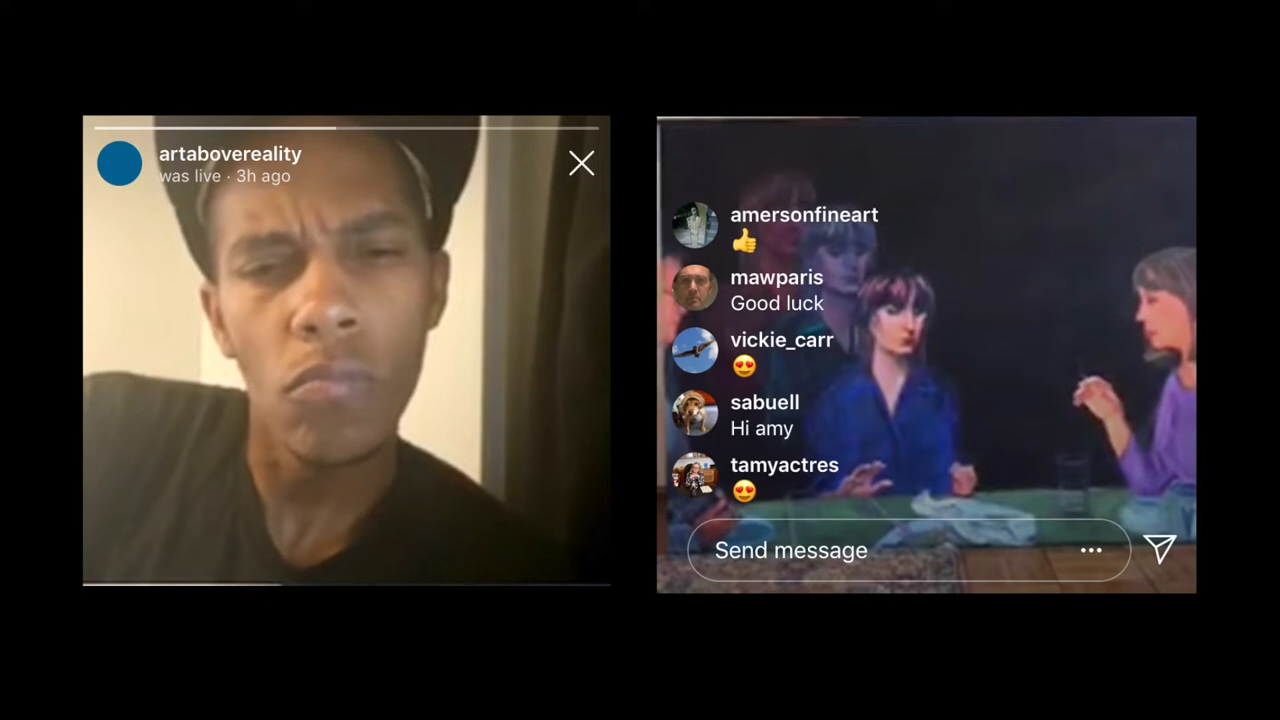 artabovereality
was live · 3h ago
amersonfineart
👍
mawparis
Good luck
vickie_carr
😍
sabuell
Hi amy
tamyactres
😍
Send message